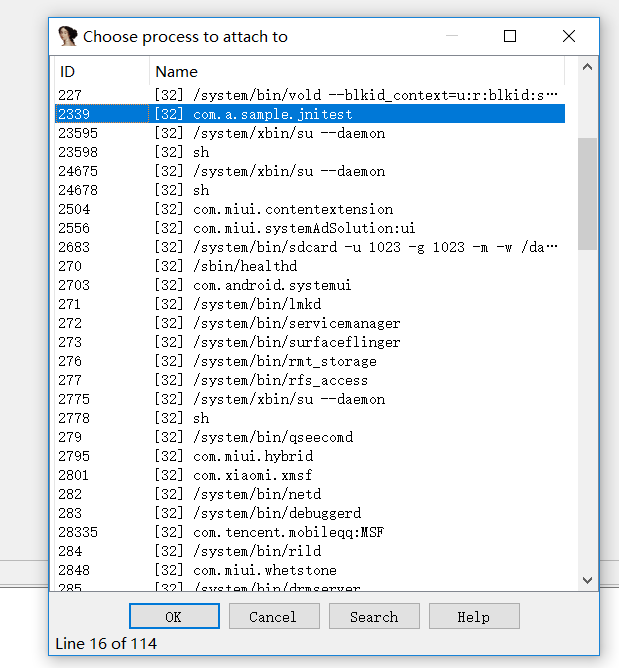 Choose process to attach to
ID Name
227 [32] /system/bin/vold --blkid_context=u:r:blkid:s…
2339 [32] com.a.sample.jnitest
23595 [32] /system/xbin/su --daemon
23598 [32] sh
24675 [32] /system/xbin/su --daemon
24678 [32] sh
2504 [32] com.miui.contentextension
2556 [32] com.miui.systemAdSolution:ui
2683 [32] /system/bin/sdcard -u 1023 -g 1023 -m -w /da…
270 [32] /sbin/healthd
2703 [32] com.android.systemui
271 [32] /system/bin/lmkd
272 [32] /system/bin/servicemanager
273 [32] /system/bin/surfaceflinger
276 [32] /system/bin/rmt_storage
277 [32] /system/bin/rfs_access
2775 [32] /system/xbin/su --daemon
2778 [32] sh
279 [32] /system/bin/qseecomd
2795 [32] com.miui.hybrid
2801 [32] com.xiaomi.xmsf
282 [32] /system/bin/netd
283 [32] /system/bin/debuggerd
28335 [32] com.tencent.mobileqq:MSF
284 [32] /system/bin/rild
2848 [32] com.miui.whetstone
285 [32] /system/bin/drmserver
OK Cancel Search Help
Line 16 of 114